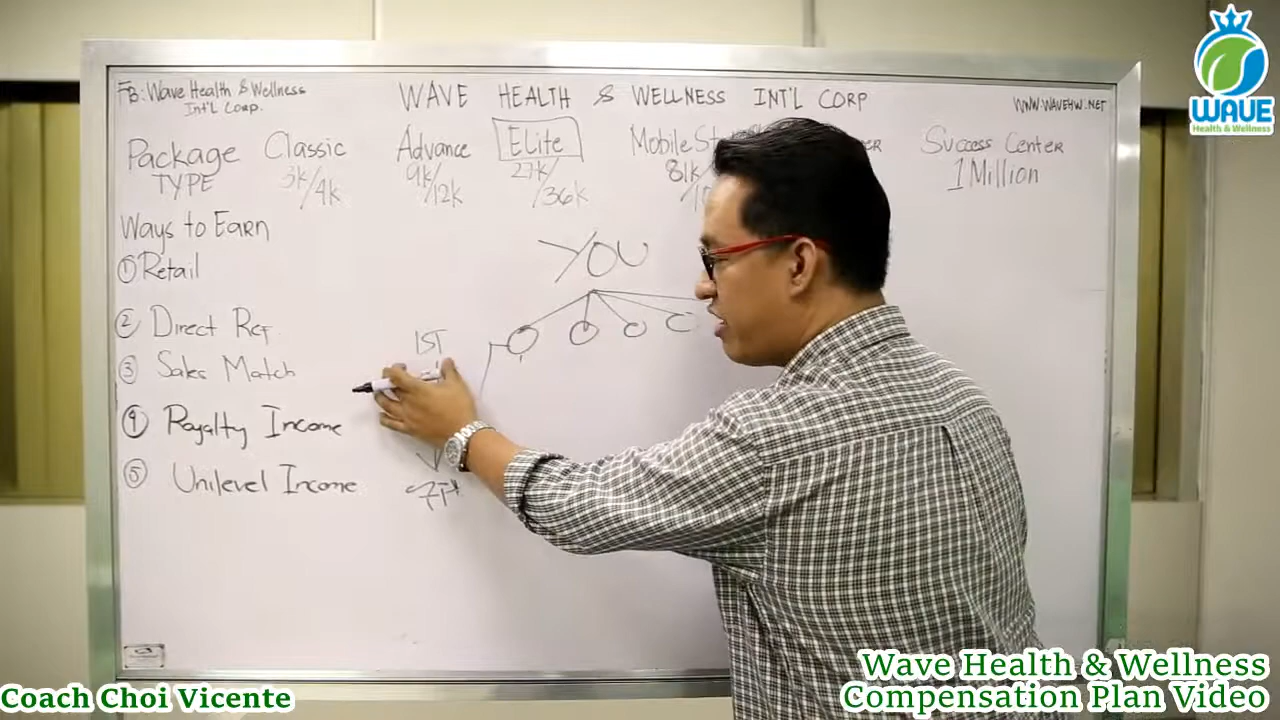 FB: Wave Health & Wellness
Int'l Corp.
WAVE HEALTH & WELLNESS INT'L CORP
WWW.WAVEHW.NET
WAVE
Health & Wellness
Package TYPE
Classic 3k/4k
Advance 9k/12k
ELite 27k/36k
Mobile
81k
Success Center
1 Million
Ways to Earn
① Retail
② Direct Ref
③ Sales Match
④ Royalty Income
⑤ Unilevel Income
YOU
1ST
7TH
Coach Choi Vicente
Wave Health & Wellness
Compensation Plan Video